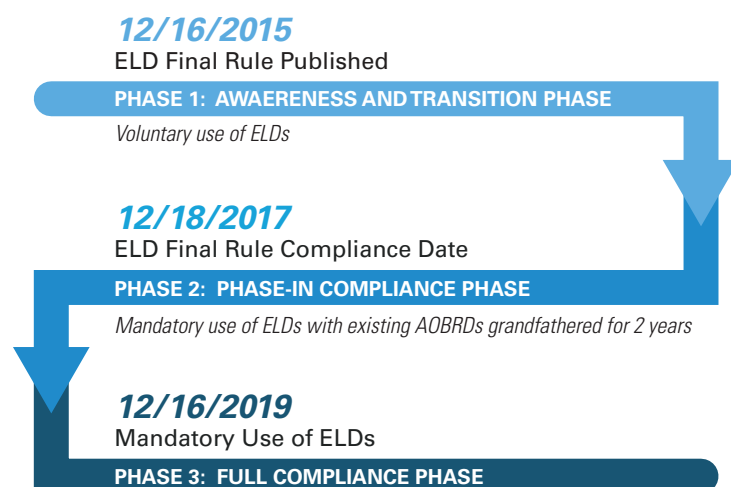 12/16/2015
ELD Final Rule Published
PHASE 1: AWAERENESS AND TRANSITION PHASE
Voluntary use of ELDs
12/18/2017
ELD Final Rule Compliance Date
PHASE 2: PHASE-IN COMPLIANCE PHASE
Mandatory use of ELDs with existing AOBRDs grandfathered for 2 years
12/16/2019
Mandatory Use of ELDs
PHASE 3: FULL COMPLIANCE PHASE